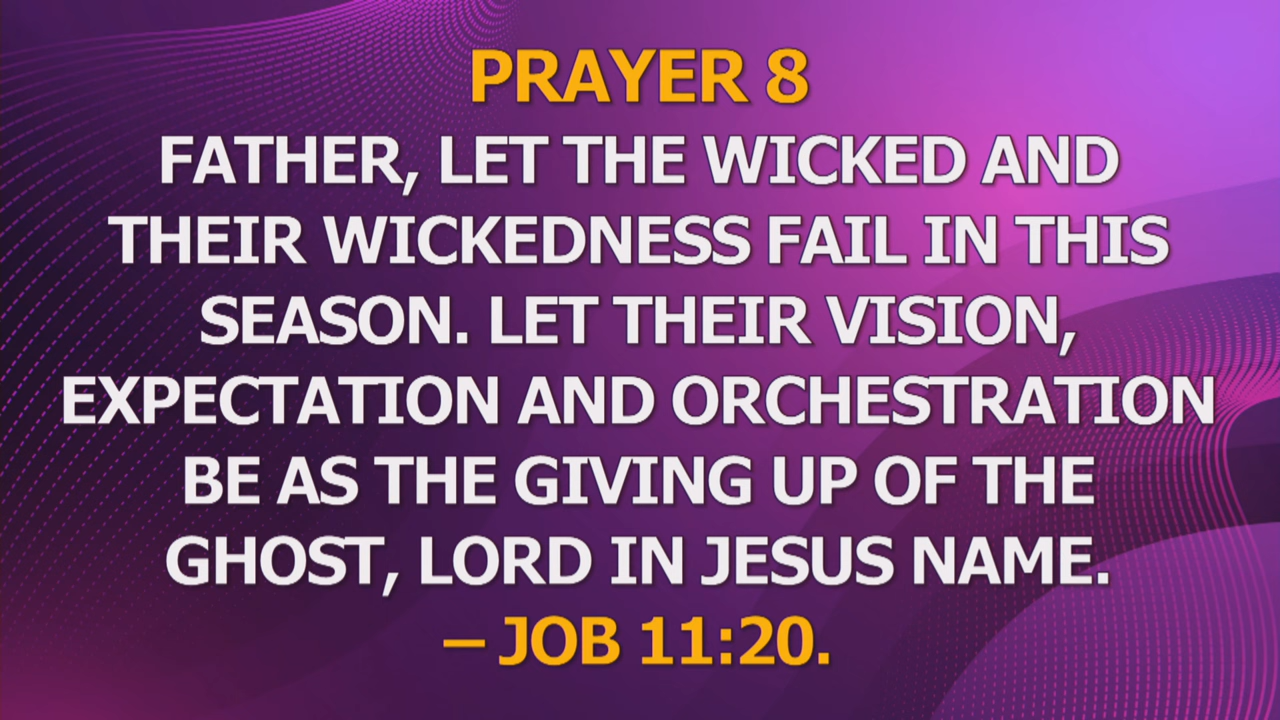 PRAYER 8
FATHER, LET THE WICKED AND
THEIR WICKEDNESS FAIL IN THIS
SEASON. LET THEIR VISION,
EXPECTATION AND ORCHESTRATION
BE AS THE GIVING UP OF THE
GHOST, LORD IN JESUS NAME.
– JOB 11:20.